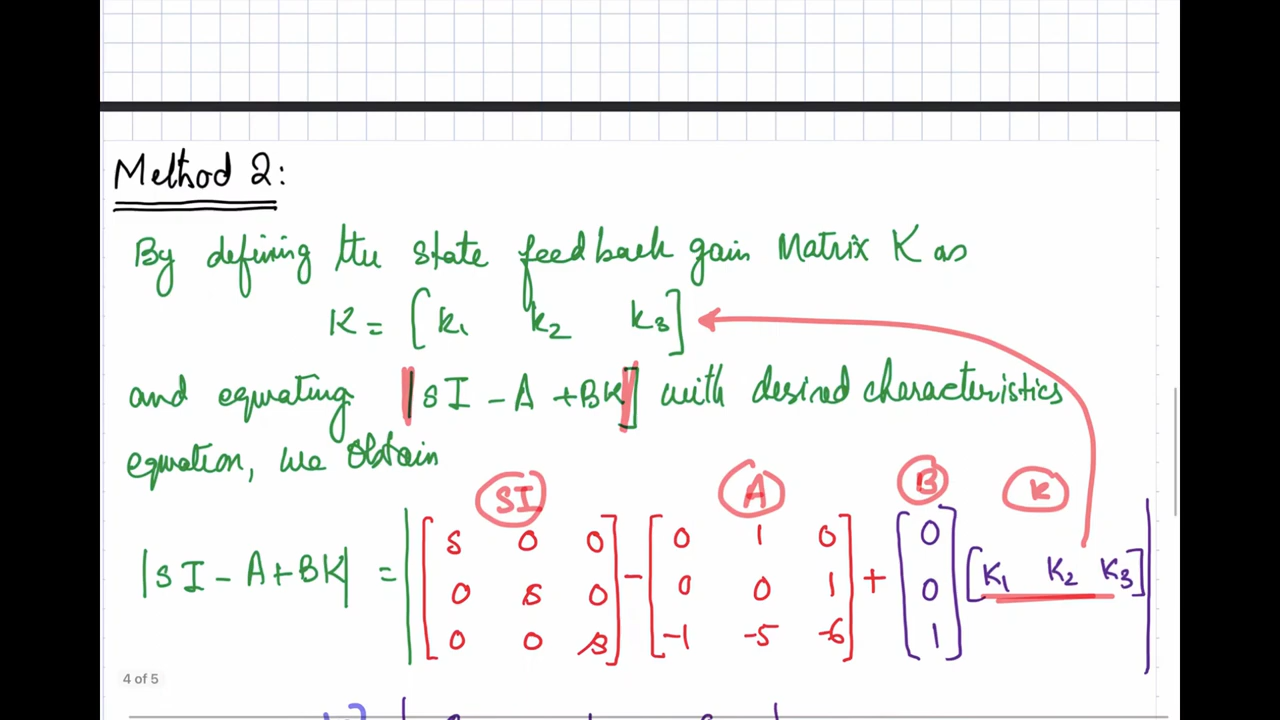 Method 2:
By defining the state feedback gain Matrix K as
K = [k1 k2 k3]
and equating |sI - A + BK] with desired characteristics
equation, we obtain
SI A B K
|sI - A + BK| = | [s 0 0; 0 s 0; 0 0 s] - [0 1 0; 0 0 1; -1 -5 -6] + [0; 0; 1] [K1 K2 K3] |
4 of 5